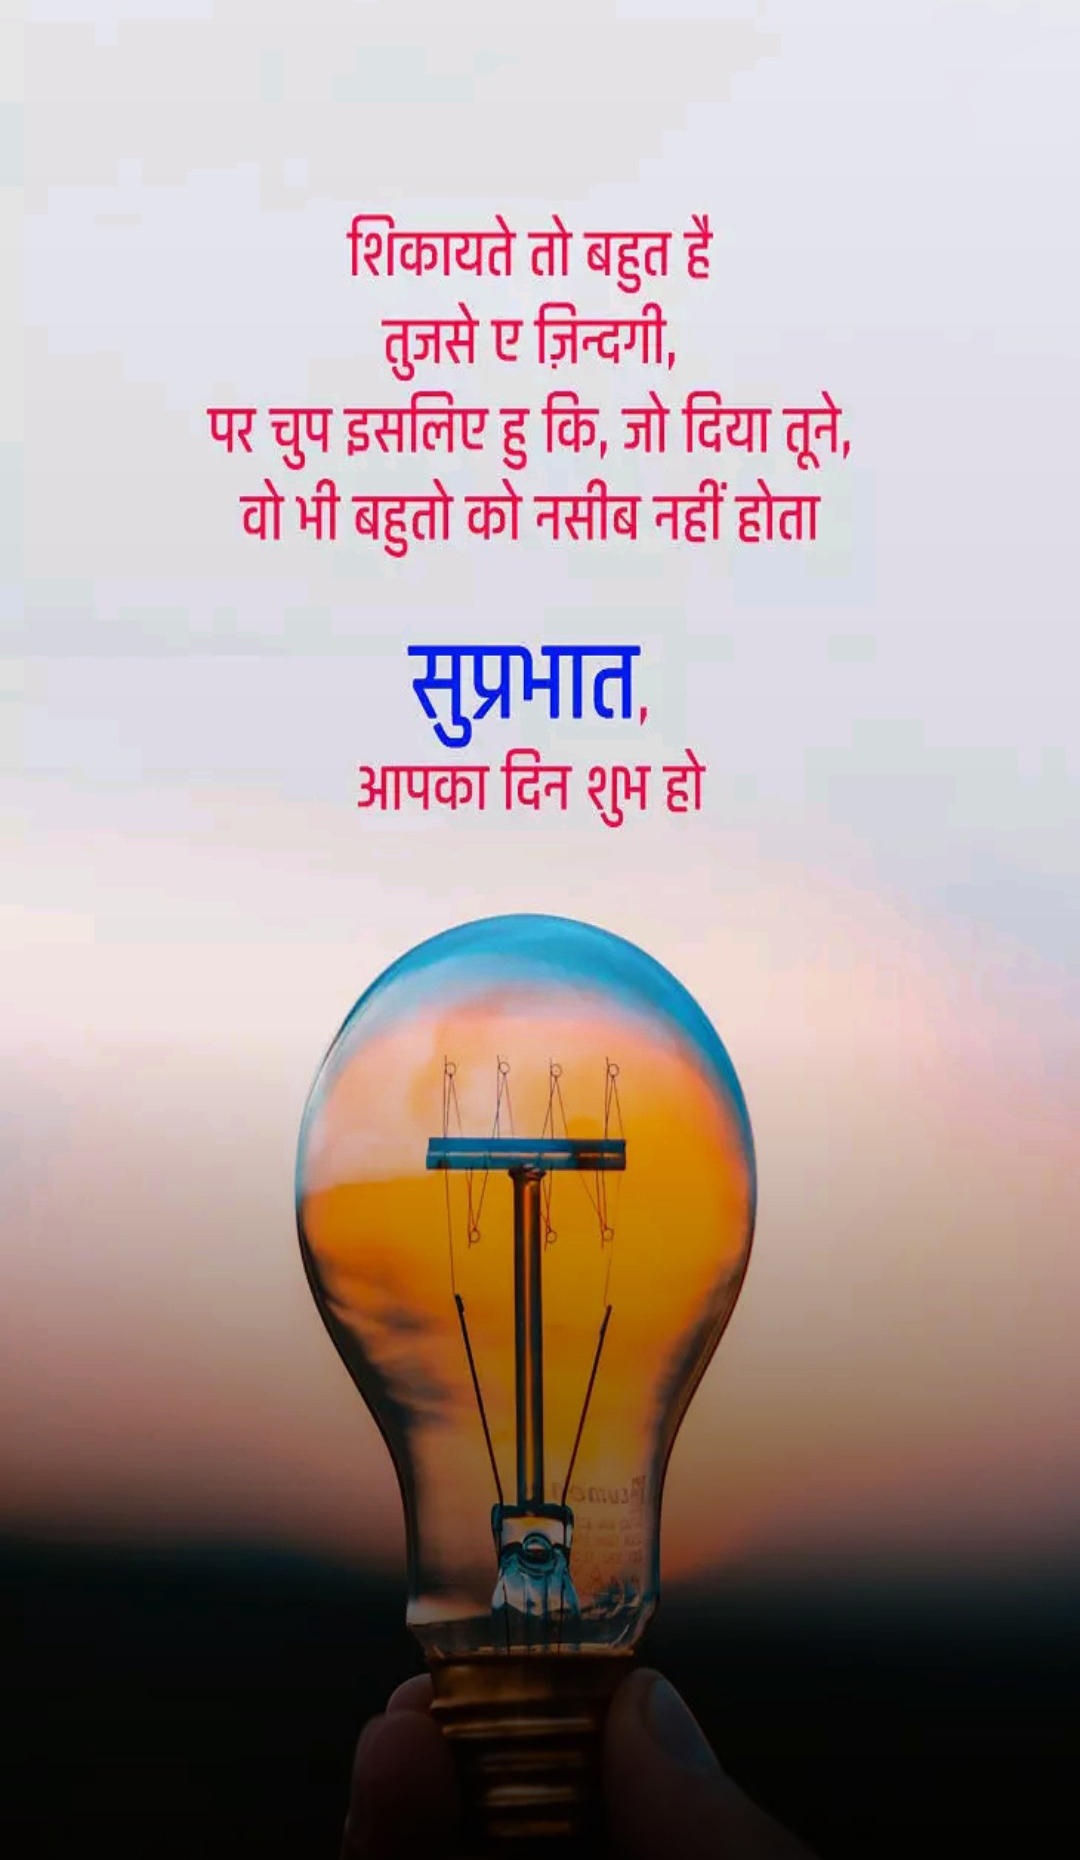 शिकायते तो बहुत है
तुजसे ए ज़िन्दगी,
पर चुप इसलिए हु कि, जो दिया तूने,
वो भी बहुतो को नसीब नहीं होता
सुप्रभात,
आपका दिन शुभ हो